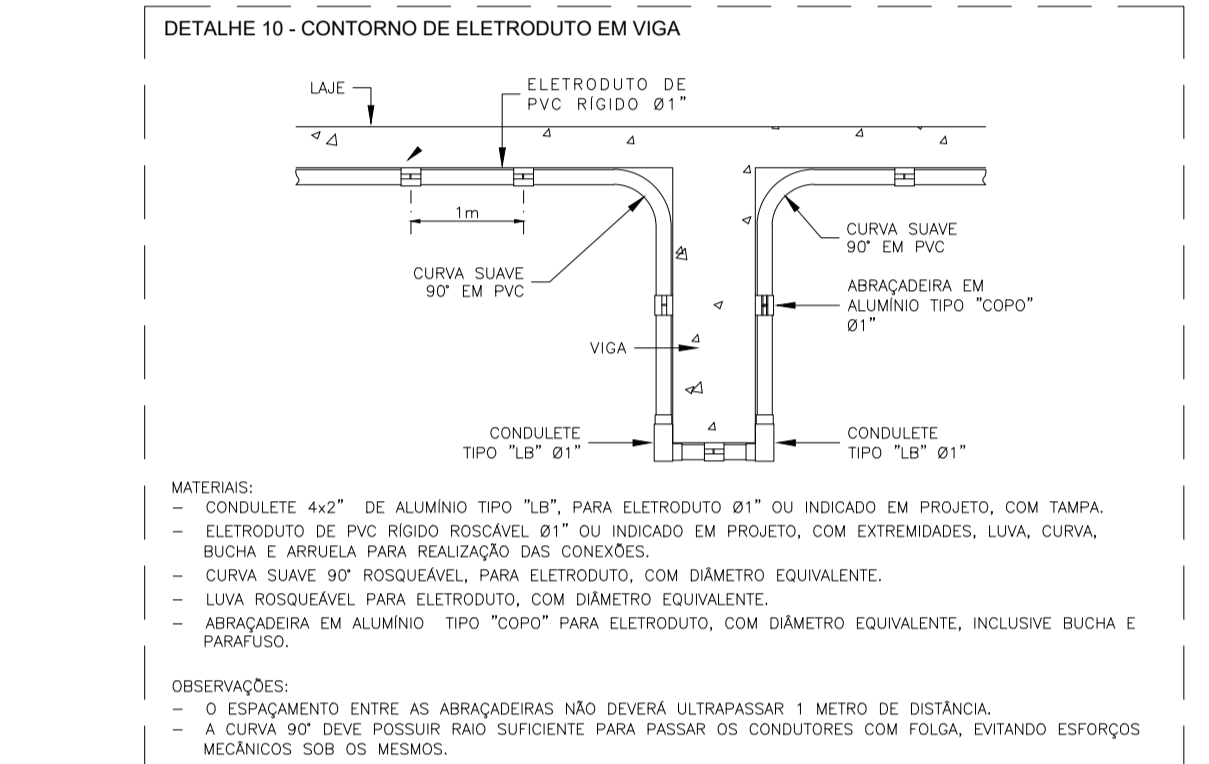 DETALHE 10 - CONTORNO DE ELETRODUTO EM VIGA
LAJE
ELETRODUTO DE
PVC RÍGIDO Ø1"
1m
CURVA SUAVE
90° EM PVC
CURVA SUAVE
90° EM PVC
ABRAÇADEIRA EM
ALUMÍNIO TIPO "COPO"
Ø1"
VIGA
CONDULETE
TIPO "LB" Ø1"
CONDULETE
TIPO "LB" Ø1"
MATERIAIS:
– CONDULETE 4x2" DE ALUMÍNIO TIPO "LB", PARA ELETRODUTO Ø1" OU INDICADO EM PROJETO, COM TAMPA.
– ELETRODUTO DE PVC RÍGIDO ROSCÁVEL Ø1" OU INDICADO EM PROJETO, COM EXTREMIDADES, LUVA, CURVA,
BUCHA E ARRUELA PARA REALIZAÇÃO DAS CONEXÕES.
– CURVA SUAVE 90° ROSQUEÁVEL, PARA ELETRODUTO, COM DIÂMETRO EQUIVALENTE.
– LUVA ROSQUEÁVEL PARA ELETRODUTO, COM DIÂMETRO EQUIVALENTE.
– ABRAÇADEIRA EM ALUMÍNIO TIPO "COPO" PARA ELETRODUTO, COM DIÂMETRO EQUIVALENTE, INCLUSIVE BUCHA E
PARAFUSO.
OBSERVAÇÕES:
– O ESPAÇAMENTO ENTRE AS ABRAÇADEIRAS NÃO DEVERÁ ULTRAPASSAR 1 METRO DE DISTÂNCIA.
– A CURVA 90° DEVE POSSUIR RAIO SUFICIENTE PARA PASSAR OS CONDUTORES COM FOLGA, EVITANDO ESFORÇOS
MECÂNICOS SOB OS MESMOS.